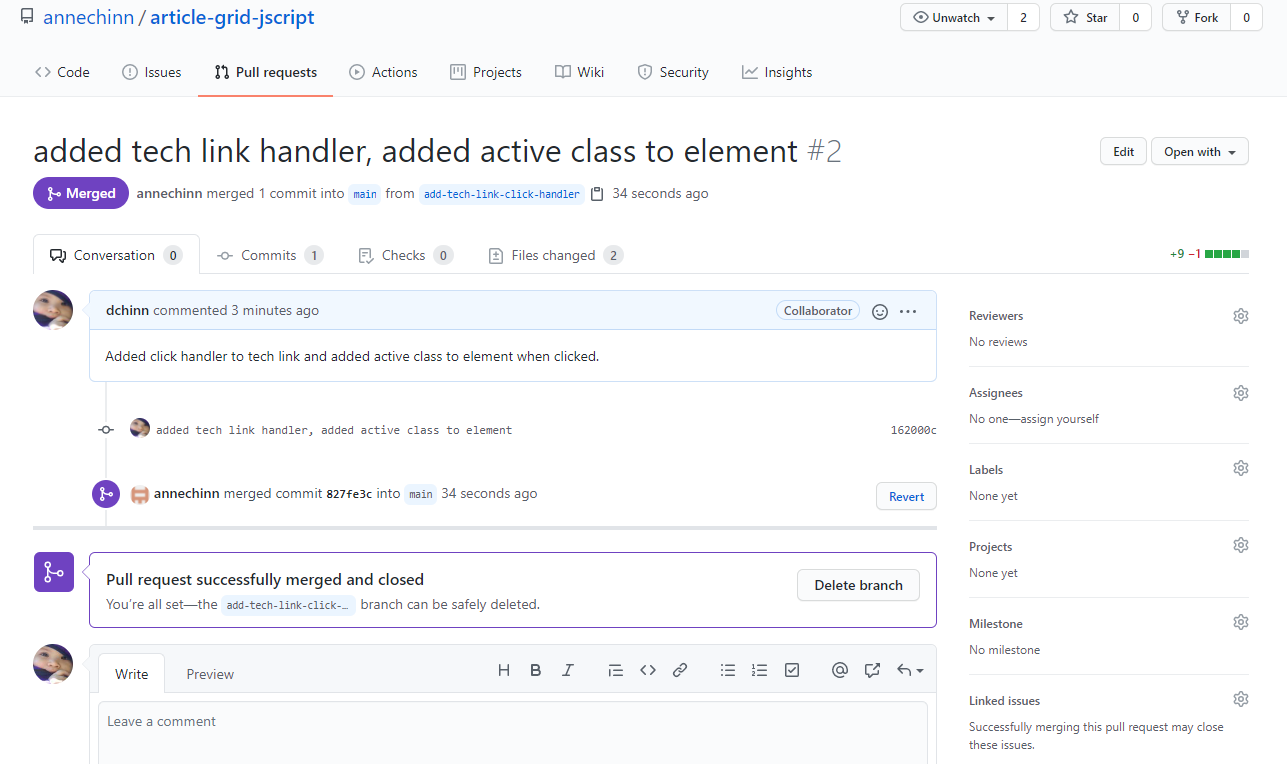 annechinn / article-grid-jscript Unwatch 2 Star 0 Fork 0
Code Issues Pull requests Actions Projects Wiki Security Insights
added tech link handler, added active class to element #2 Edit Open with
Merged annechinn merged 1 commit into main from add-tech-link-click-handler 34 seconds ago
Conversation 0 Commits 1 Checks 0 Files changed 2 +9 −1
dchinn commented 3 minutes ago Collaborator
Added click handler to tech link and added active class to element when clicked.
added tech link handler, added active class to element 162000c
annechinn merged commit 827fe3c into main 34 seconds ago Revert
Pull request successfully merged and closed
You're all set—the add-tech-link-click-… branch can be safely deleted. Delete branch
Write Preview
Leave a comment
Reviewers
No reviews
Assignees
No one—assign yourself
Labels
None yet
Projects
None yet
Milestone
No milestone
Linked issues
Successfully merging this pull request may close
these issues.